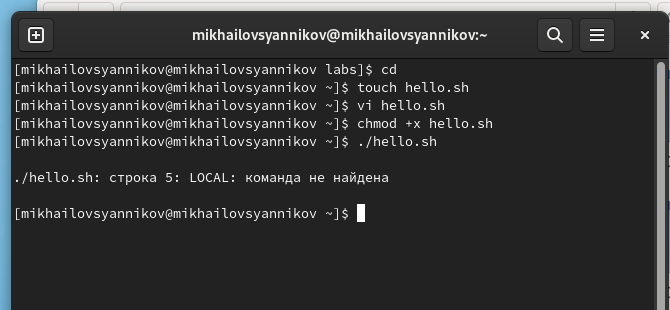 mikhailovsyannikov@mikhailovsyannikov:~
[mikhailovsyannikov@mikhailovsyannikov labs]$ cd
[mikhailovsyannikov@mikhailovsyannikov ~]$ touch hello.sh
[mikhailovsyannikov@mikhailovsyannikov ~]$ vi hello.sh
[mikhailovsyannikov@mikhailovsyannikov ~]$ chmod +x hello.sh
[mikhailovsyannikov@mikhailovsyannikov ~]$ ./hello.sh
./hello.sh: строка 5: LOCAL: команда не найдена
[mikhailovsyannikov@mikhailovsyannikov ~]$